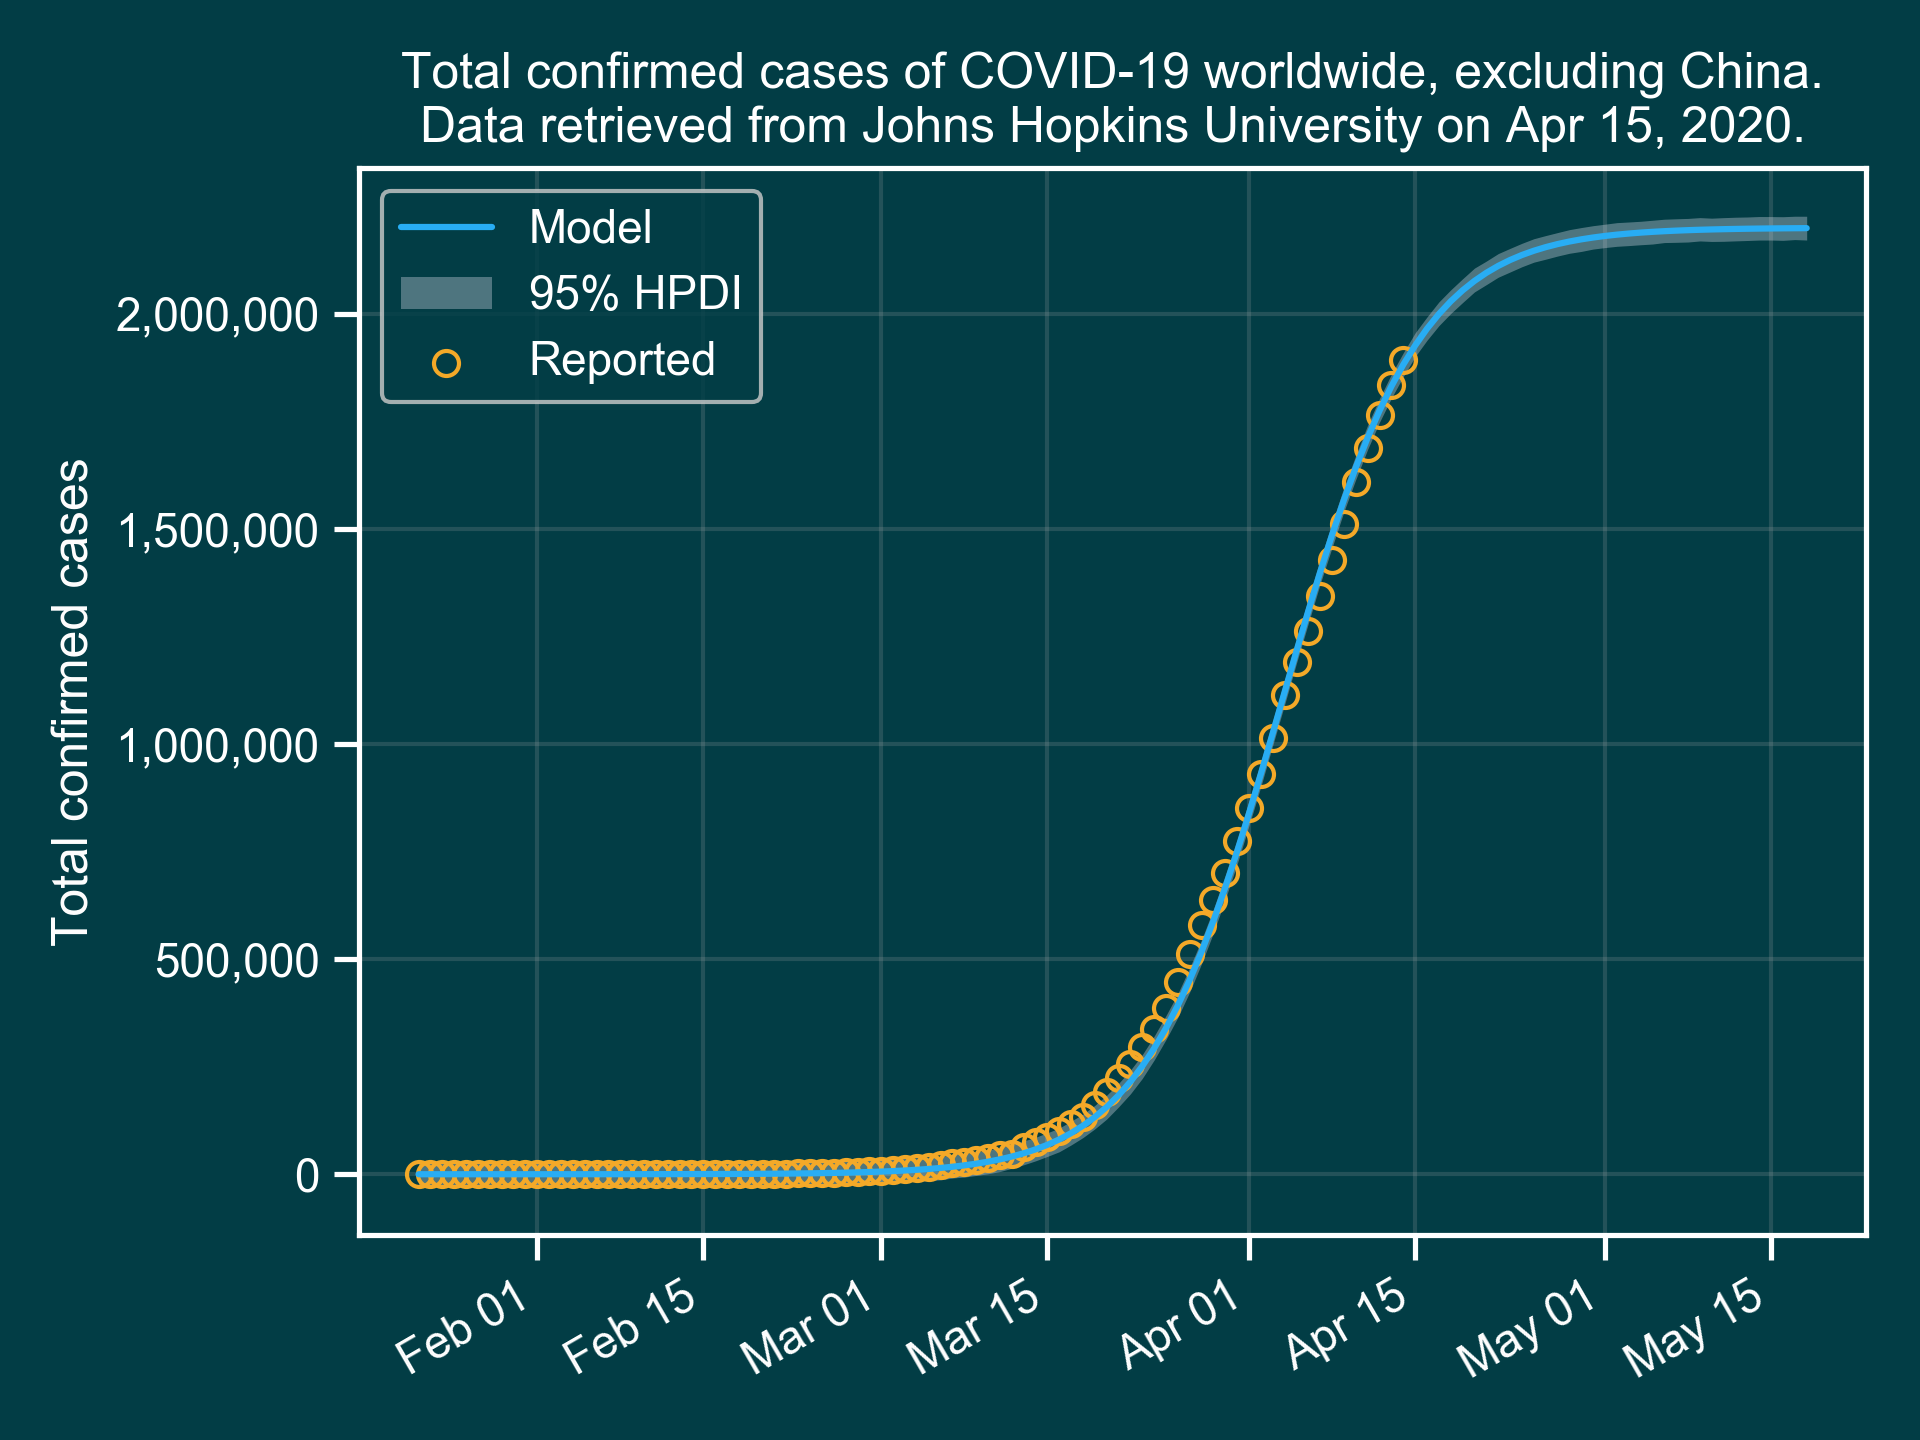 Total confirmed cases of COVID-19 worldwide, excluding China.
Data retrieved from Johns Hopkins University on Apr 15, 2020.
Model
95% HPDI
Reported
Total confirmed cases
2,000,000
1,500,000
1,000,000
500,000
0
Feb 01
Feb 15
Mar 01
Mar 15
Apr 01
Apr 15
May 01
May 15